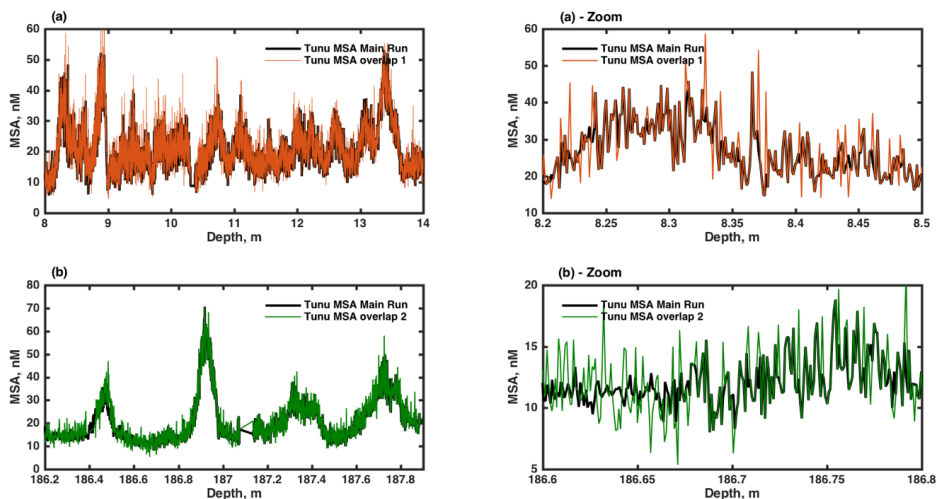 (a)
MSA, nM
60
50
40
30
20
10
0
Tunu MSA Main Run
Tunu MSA overlap 1
8 9 10 11 12 13 14
Depth, m
(a) - Zoom
MSA, nM
60
50
40
30
20
10
Tunu MSA Main Run
Tunu MSA overlap 1
8.2 8.25 8.3 8.35 8.4 8.45 8.5
Depth, m
(b)
MSA, nM
80
70
60
50
40
30
20
10
0
Tunu MSA Main Run
Tunu MSA overlap 2
186.2 186.4 186.6 186.8 187 187.2 187.4 187.6 187.8
Depth, m
(b) - Zoom
MSA, nM
20
15
10
5
Tunu MSA Main Run
Tunu MSA overlap 2
186.6 186.65 186.7 186.75 186.8
Depth, m